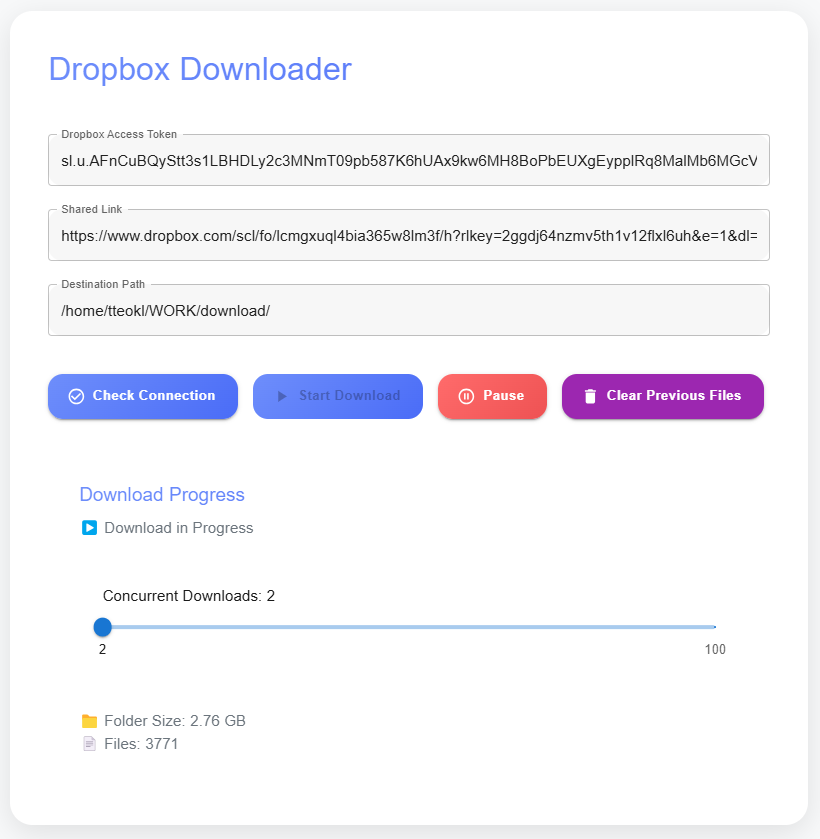 Dropbox Downloader
Dropbox Access Token
sl.u.AFnCuBQyStt3s1LBHDLy2c3MNmT09pb587K6hUAx9kw6MH8BoPbEUXgEypplRq8MalMb6MGcV
Shared Link
https://www.dropbox.com/scl/fo/lcmgxuql4bia365w8lm3f/h?rlkey=2ggdj64nzmv5th1v12flxl6uh&e=1&dl=
Destination Path
/home/tteokl/WORK/download/
Check Connection Start Download Pause Clear Previous Files
Download Progress
Download in Progress
Concurrent Downloads: 2
2 100
Folder Size: 2.76 GB
Files: 3771